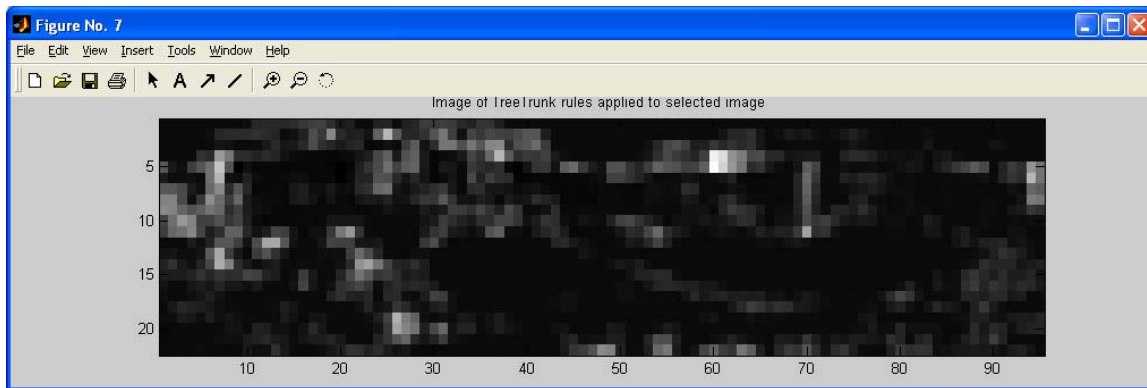 Figure No. 7
File Edit View Insert Tools Window Help
Image of TreeTrunk rules applied to selected image
5
10
15
20
10 20 30 40 50 60 70 80 90